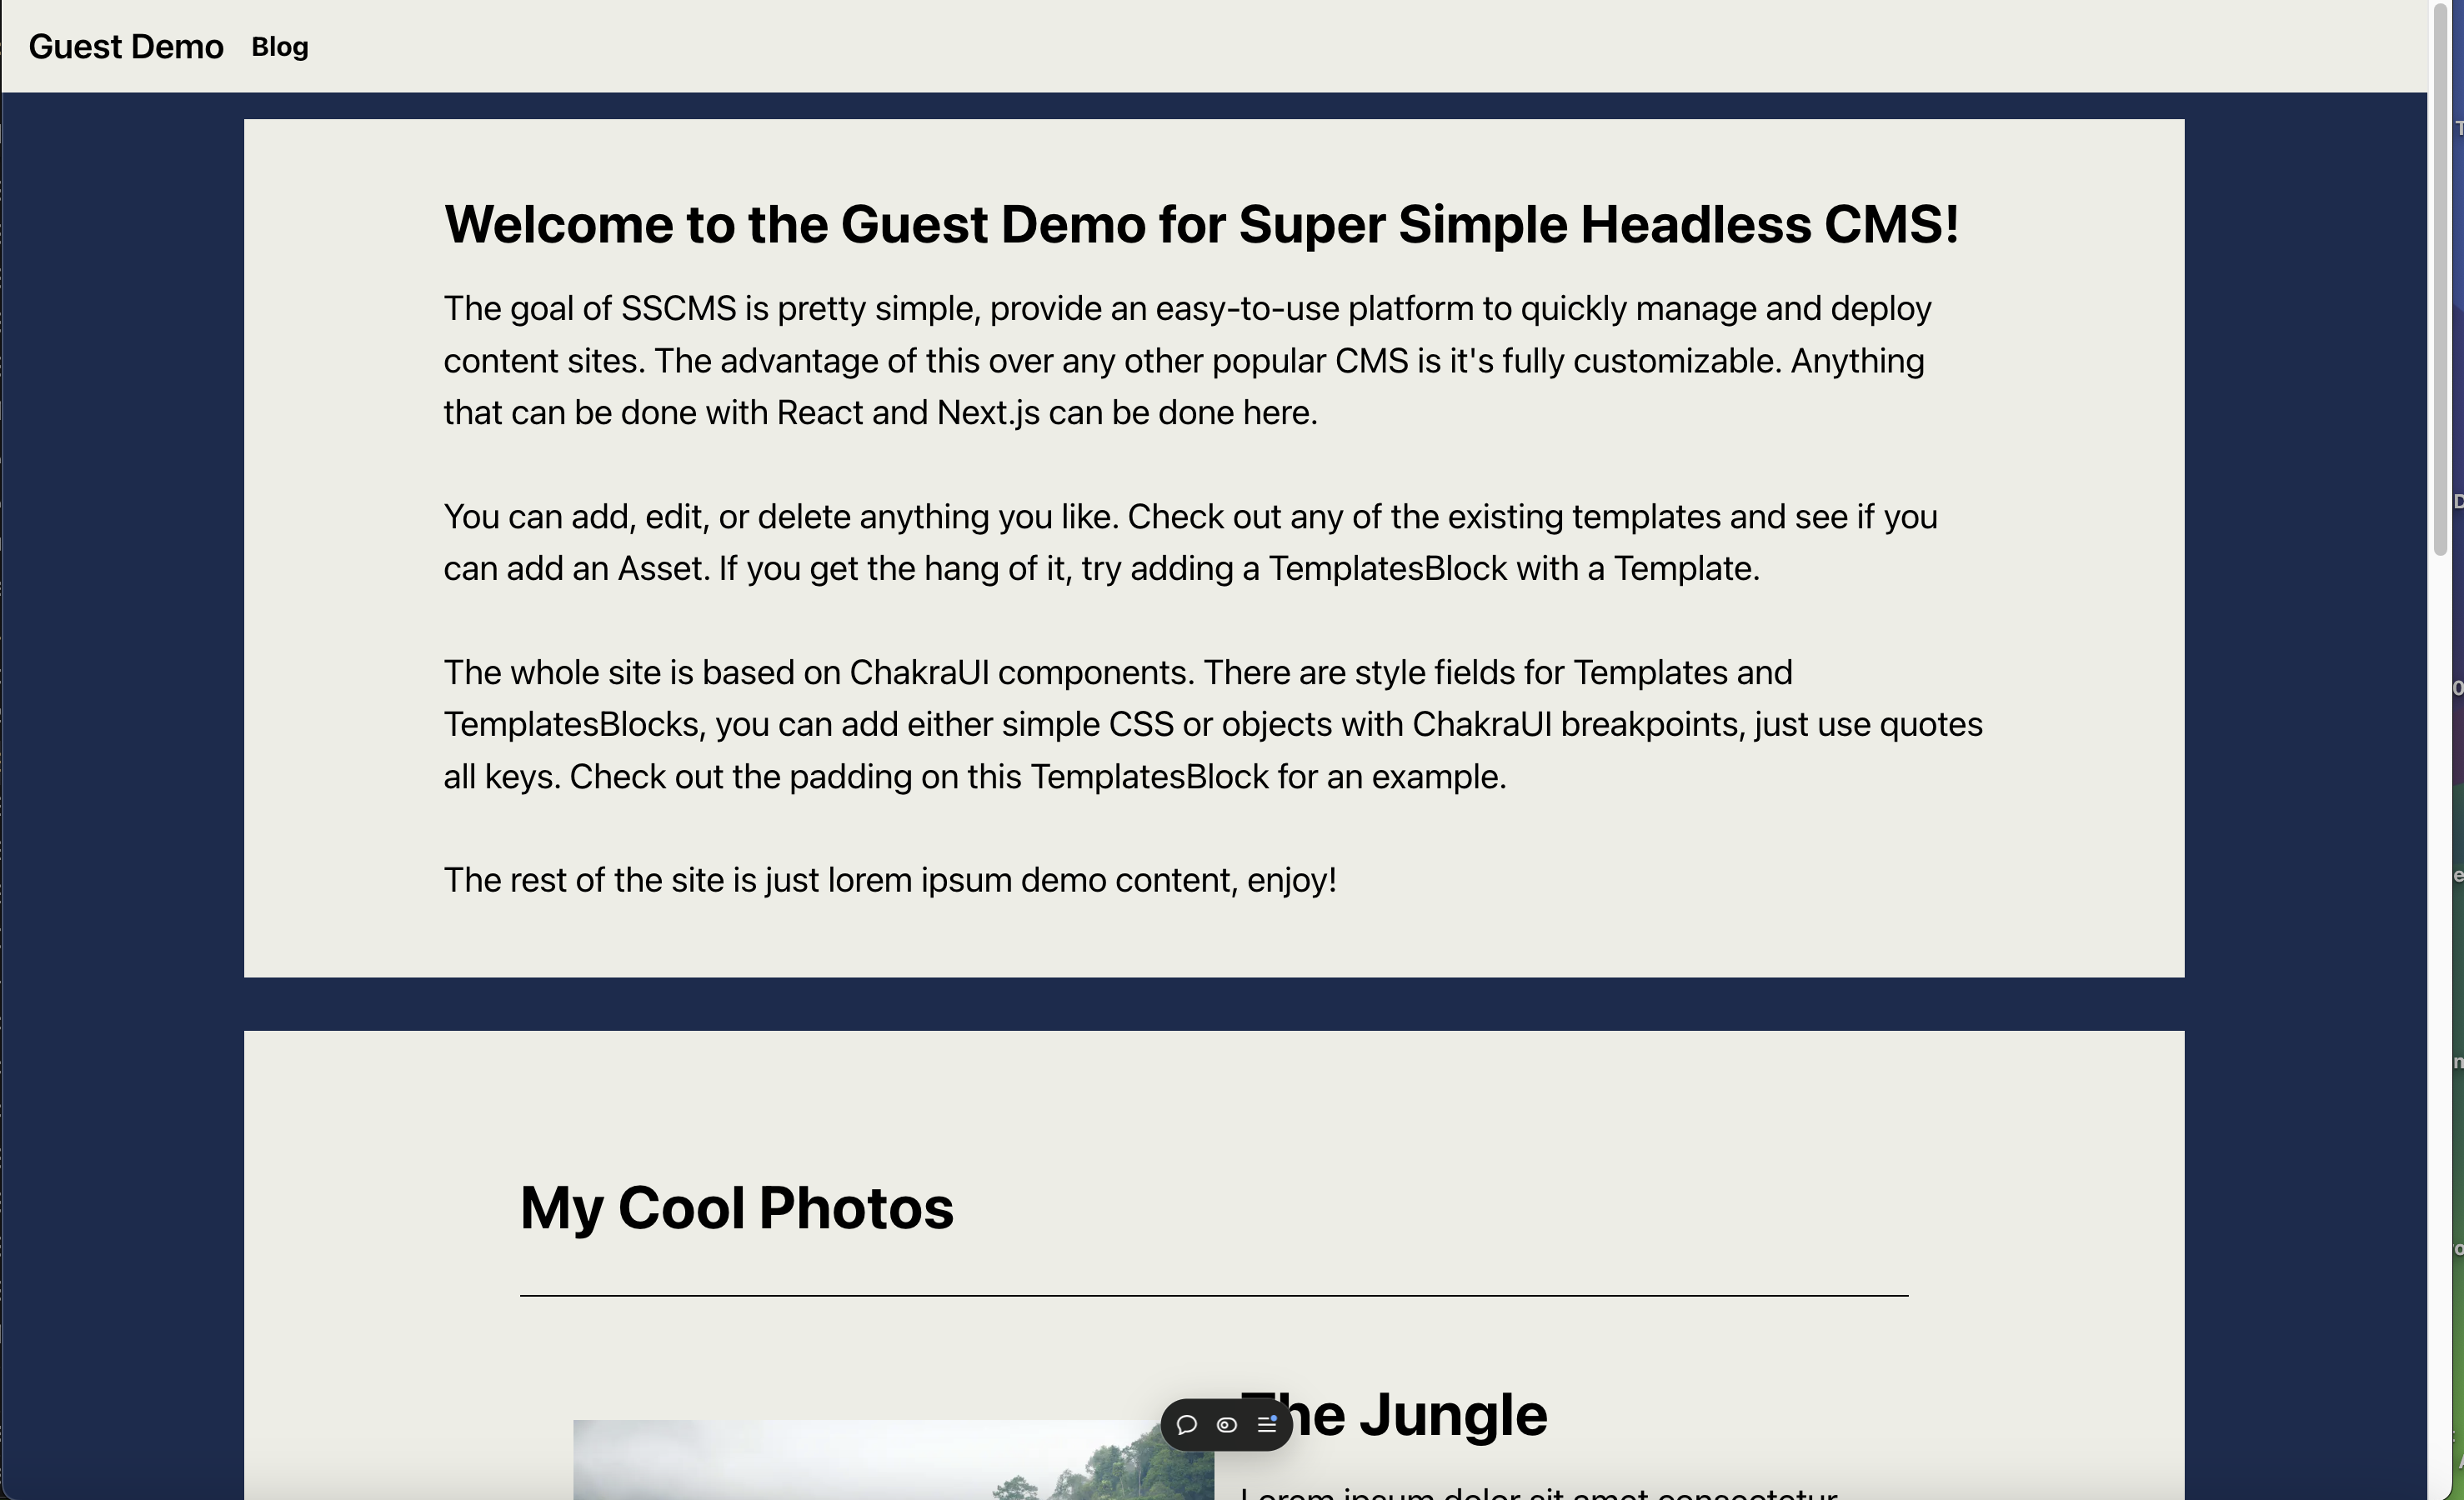 Guest Demo Blog
Welcome to the Guest Demo for Super Simple Headless CMS!
The goal of SSCMS is pretty simple, provide an easy-to-use platform to quickly manage and deploy
content sites. The advantage of this over any other popular CMS is it's fully customizable. Anything
that can be done with React and Next.js can be done here.
You can add, edit, or delete anything you like. Check out any of the existing templates and see if you
can add an Asset. If you get the hang of it, try adding a TemplatesBlock with a Template.
The whole site is based on ChakraUI components. There are style fields for Templates and
TemplatesBlocks, you can add either simple CSS or objects with ChakraUI breakpoints, just use quotes
all keys. Check out the padding on this TemplatesBlock for an example.
The rest of the site is just lorem ipsum demo content, enjoy!
My Cool Photos
The Jungle
Lorem ipsum dolor sit amet consectetur